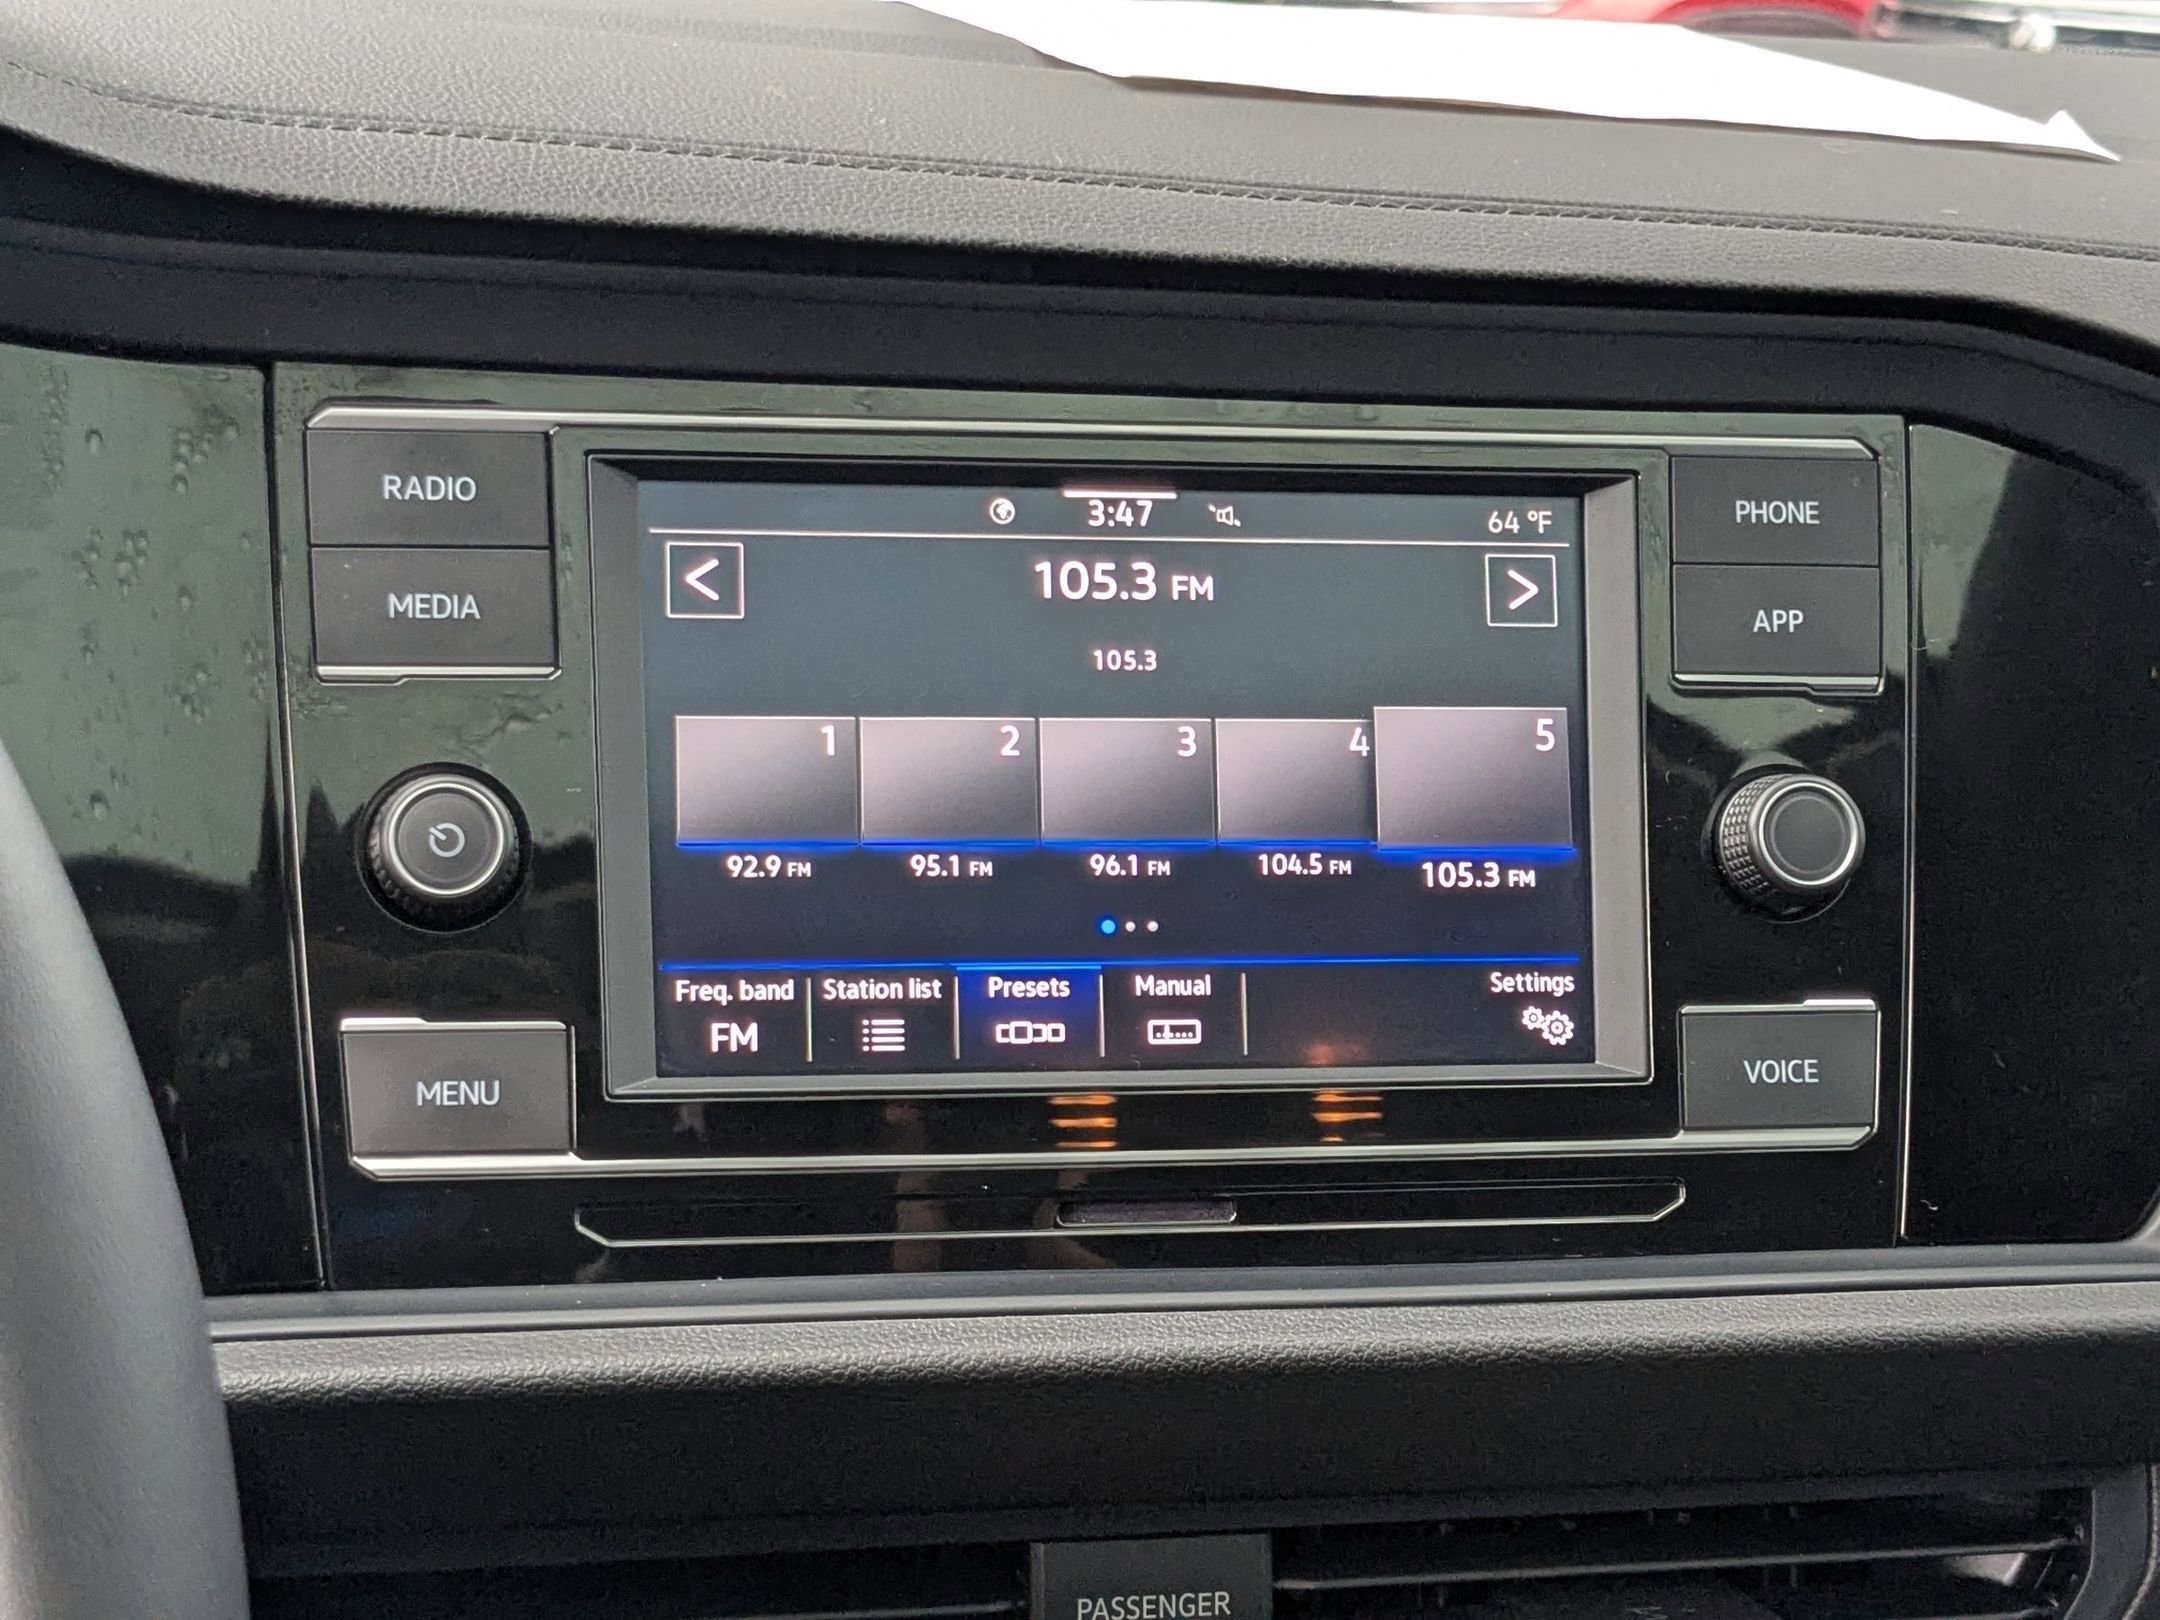 RADIO
MEDIA
MENU
PHONE
APP
VOICE
3:47
64 °F
< 105.3 FM >
105.3
1 2 3 4 5
92.9 FM 95.1 FM 96.1 FM 104.5 FM 105.3 FM
Freq. band Station list Presets Manual Settings
FM
PASSENGER